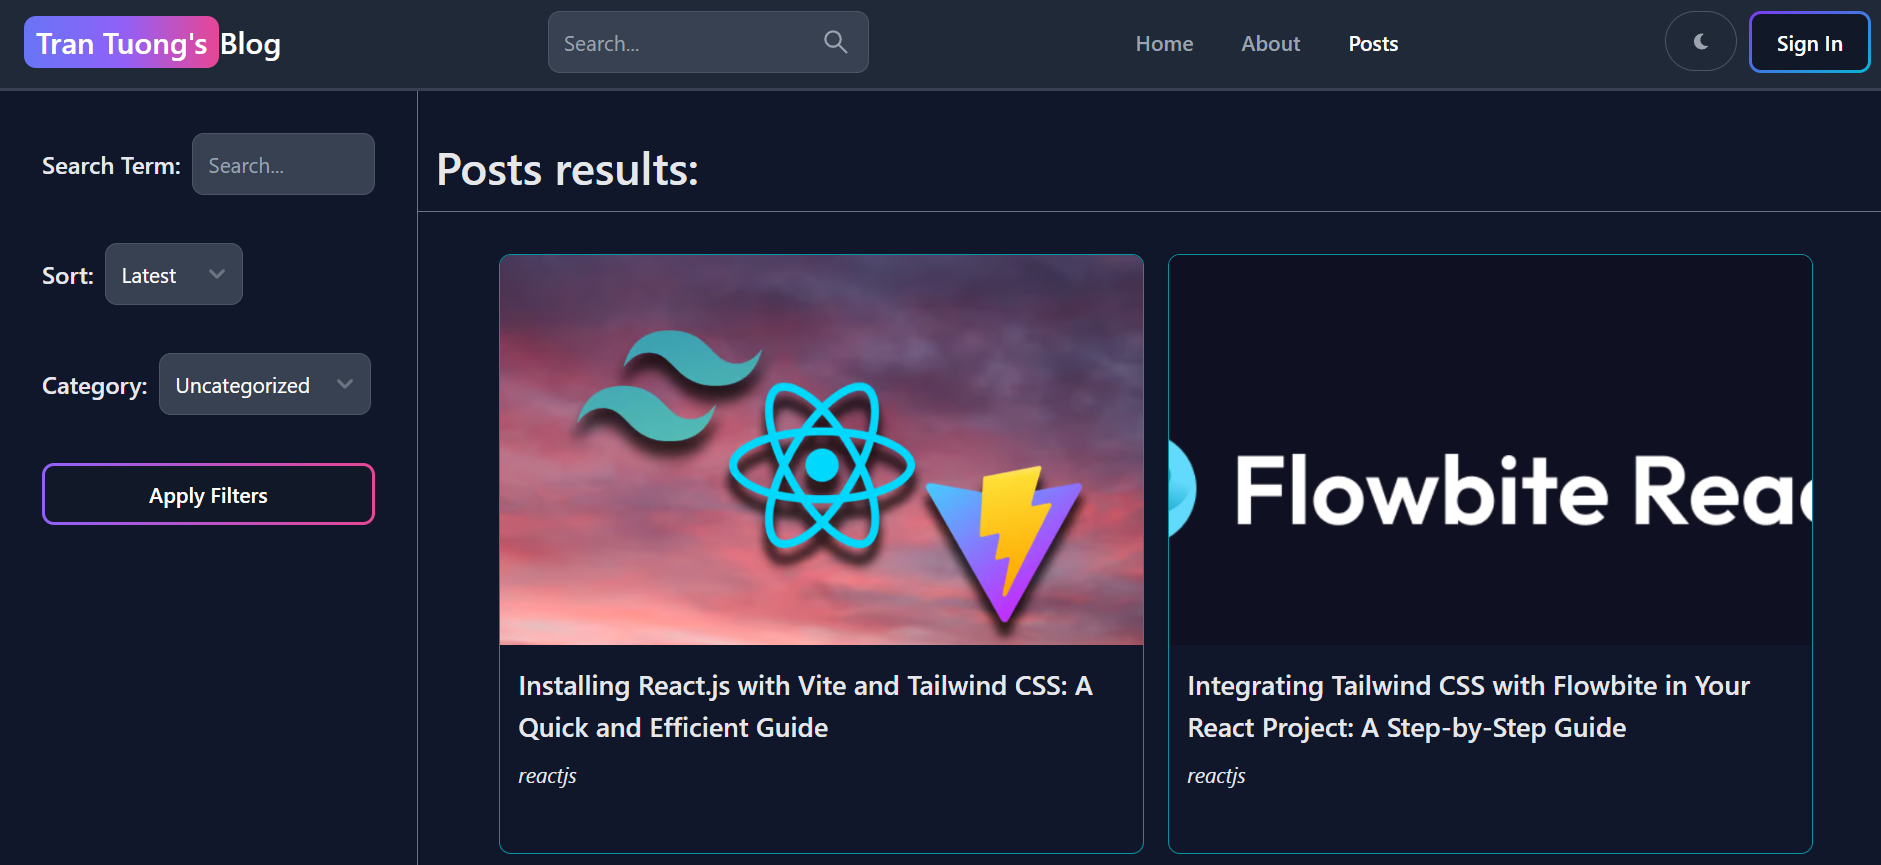 Tran Tuong's Blog
Search...
Home
About
Posts
Sign In
Search Term:
Search...
Sort:
Latest
Category:
Uncategorized
Apply Filters
Posts results:
Installing React.js with Vite and Tailwind CSS: A
Quick and Efficient Guide
reactjs
Flowbite Reac
Integrating Tailwind CSS with Flowbite in Your
React Project: A Step-by-Step Guide
reactjs